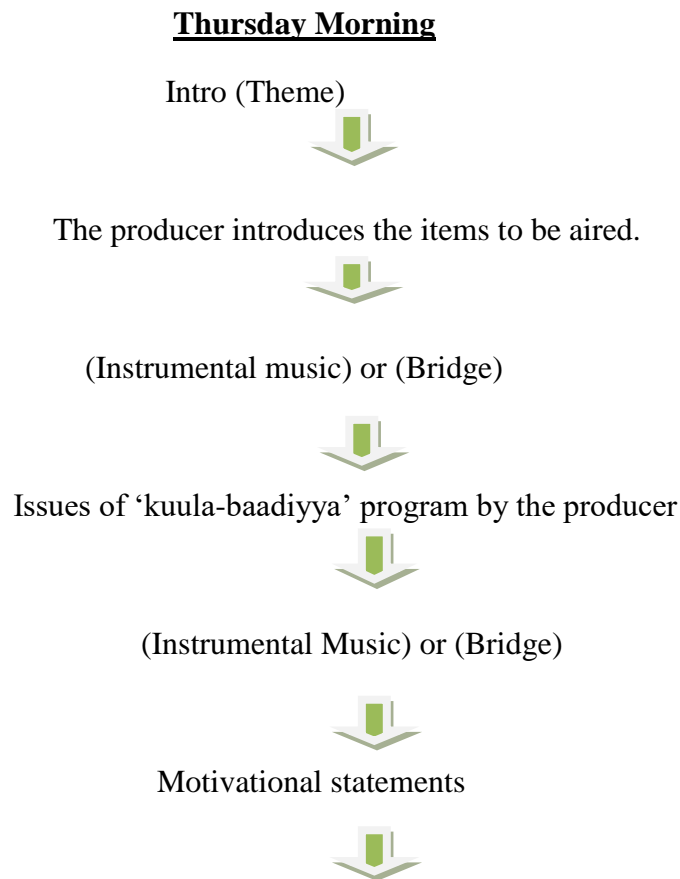 Thursday Morning
Intro (Theme)
The producer introduces the items to be aired.
(Instrumental music) or (Bridge)
Issues of ‘kuula-baadiyya’ program by the producer
(Instrumental Music) or (Bridge)
Motivational statements